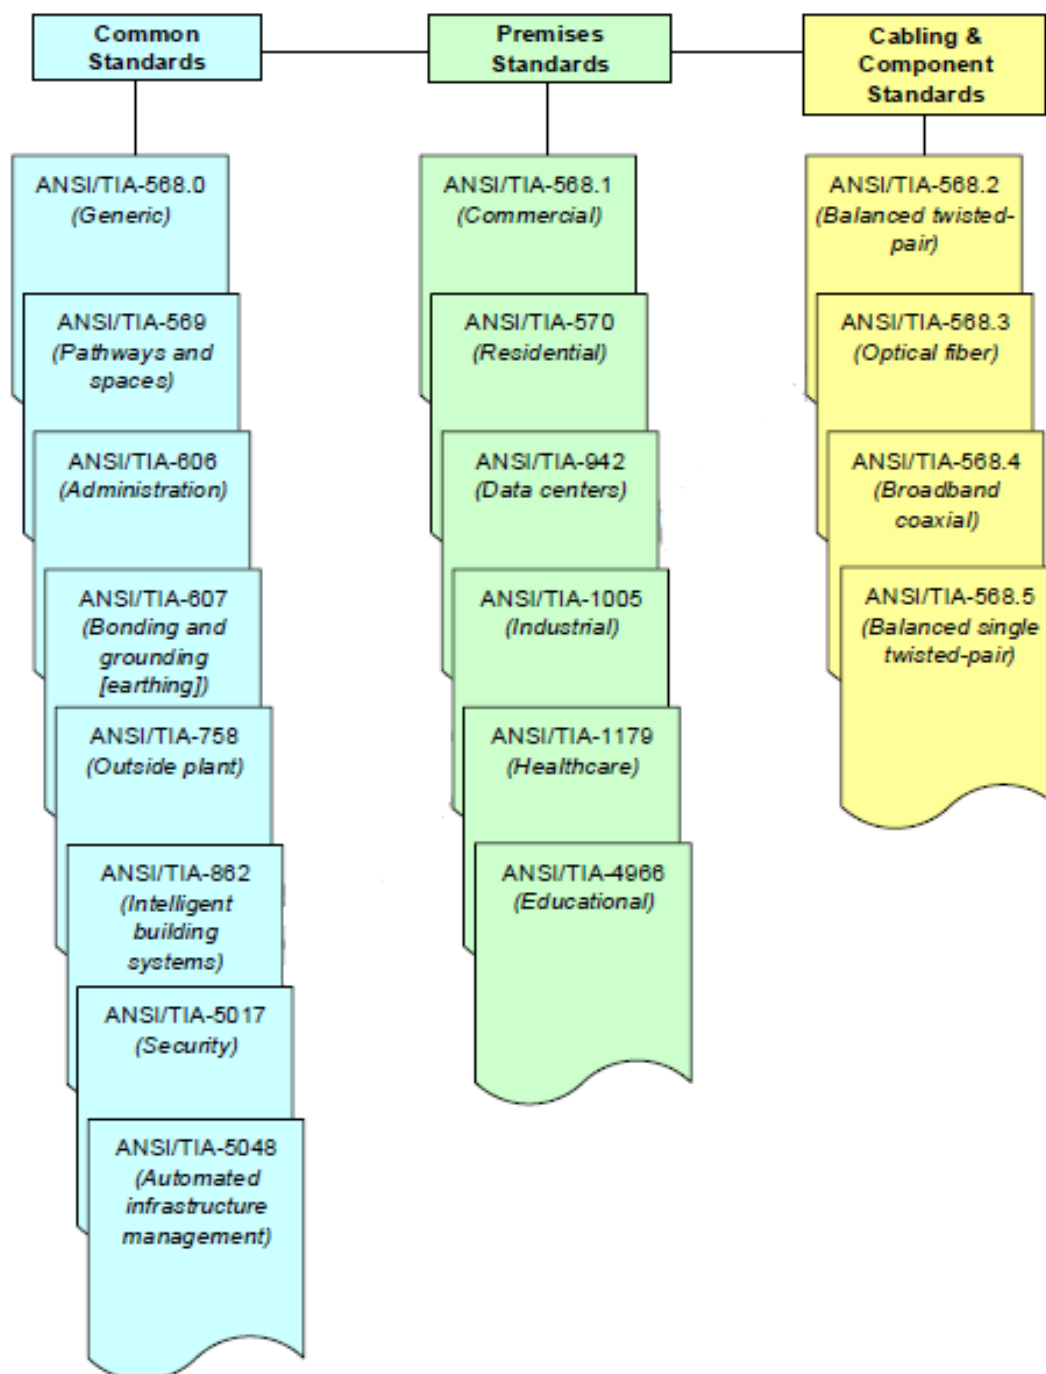 Common
Standards
ANSI/TIA-568.0
(Generic)
ANSI/TIA-569
(Pathways and
spaces)
ANSI/TIA-606
(Administration)
ANSI/TIA-607
(Bonding and
grounding
[earthing])
ANSI/TIA-758
(Outside plant)
ANSI/TIA-862
(Intelligent
building
systems)
ANSI/TIA-5017
(Security)
ANSI/TIA-5048
(Automated
infrastructure
management)
Premises
Standards
ANSI/TIA-568.1
(Commercial)
ANSI/TIA-570
(Residential)
ANSI/TIA-942
(Data centers)
ANSI/TIA-1005
(Industrial)
ANSI/TIA-1179
(Healthcare)
ANSI/TIA-4966
(Educational)
Cabling &
Component
Standards
ANSI/TIA-568.2
(Balanced twisted-
pair)
ANSI/TIA-568.3
(Optical fiber)
ANSI/TIA-568.4
(Broadband
coaxial)
ANSI/TIA-568.5
(Balanced single
twisted-pair)